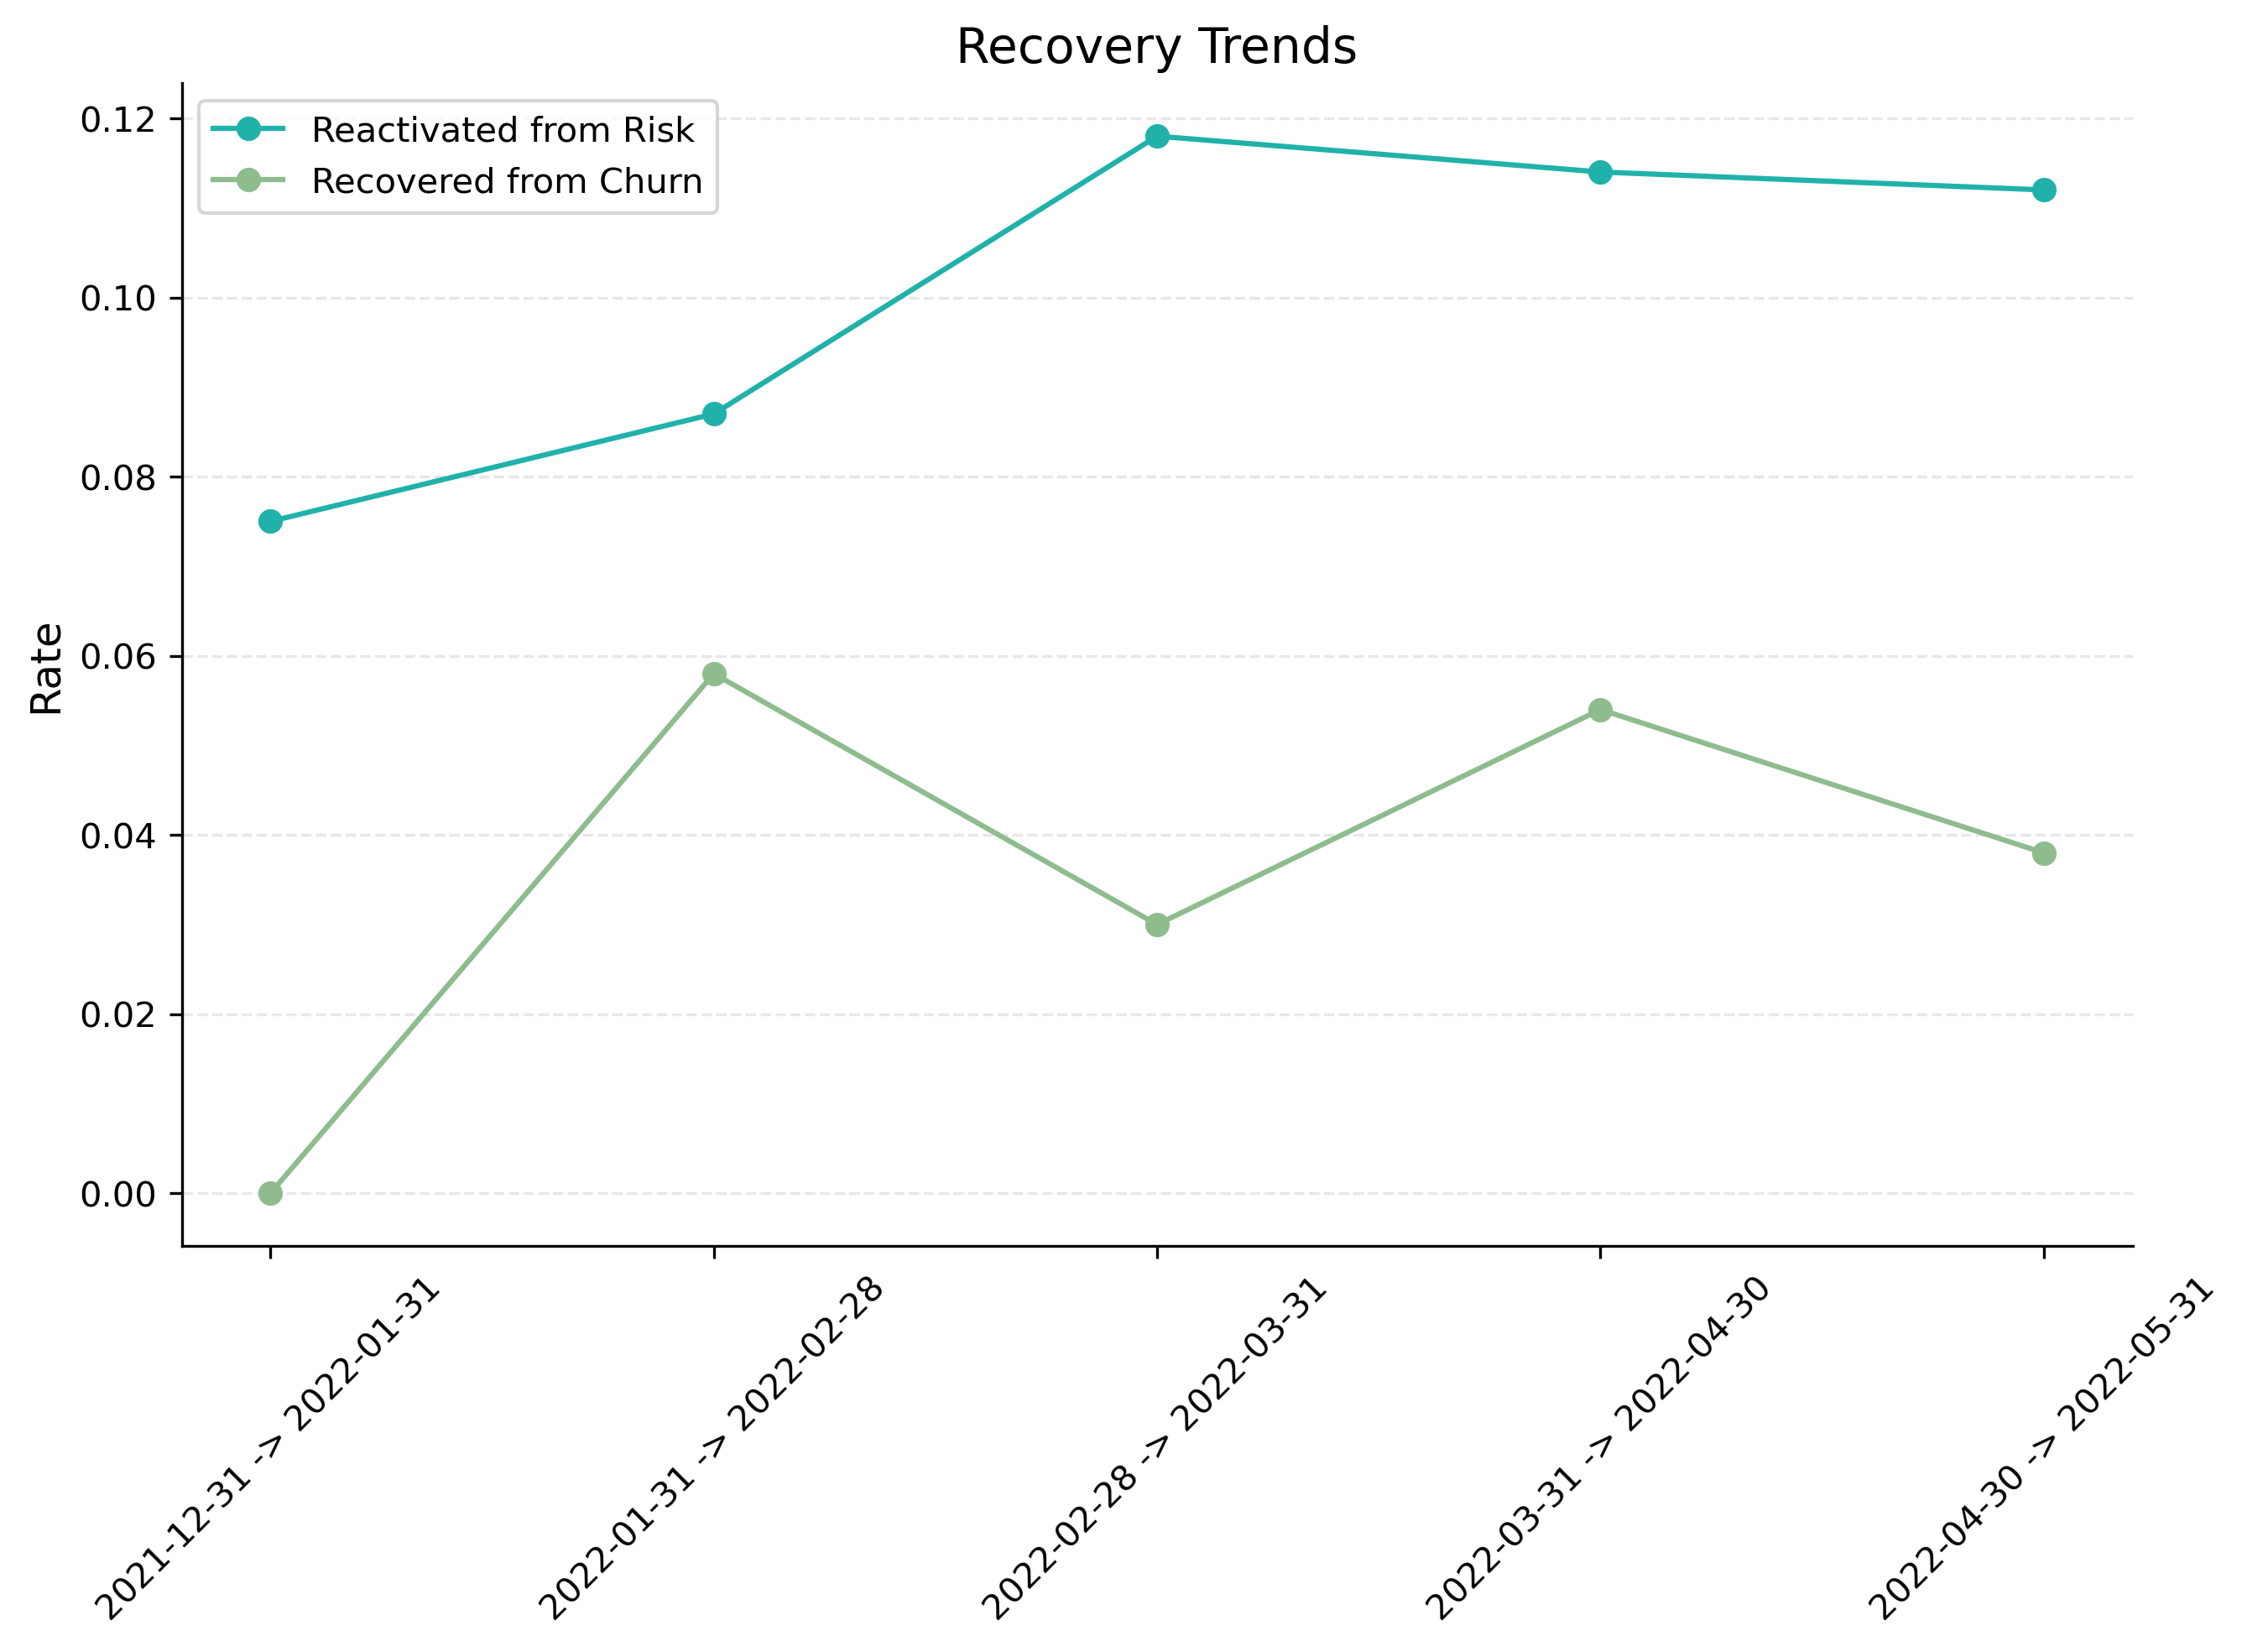 Recovery Trends
Reactivated from Risk
Recovered from Churn
Rate
0.12
0.10
0.08
0.06
0.04
0.02
0.00
2021-12-31 -> 2022-01-31
2022-01-31 -> 2022-02-28
2022-02-28 -> 2022-03-31
2022-03-31 -> 2022-04-30
2022-04-30 -> 2022-05-31